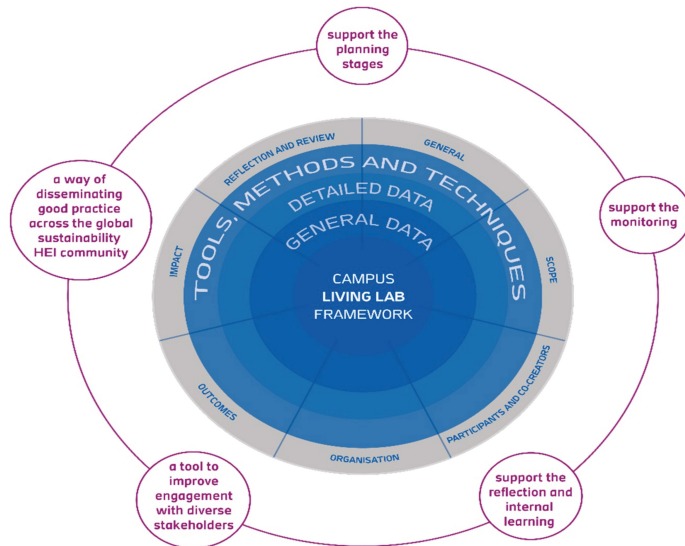 support the
planning
stages
a way of
disseminating
good practice
across the global
sustainability
HEI community
support the
monitoring
REFLECTION AND REVIEW
GENERAL
IMPACT
SCOPE
OUTCOMES
PARTICIPANTS AND CO-CREATORS
ORGANISATION
TOOLS, METHODS AND TECHNIQUES
DETAILED DATA
GENERAL DATA
CAMPUS
LIVING LAB
FRAMEWORK
a tool to
improve
engagement
with diverse
stakeholders
support the
reflection and
internal
learning